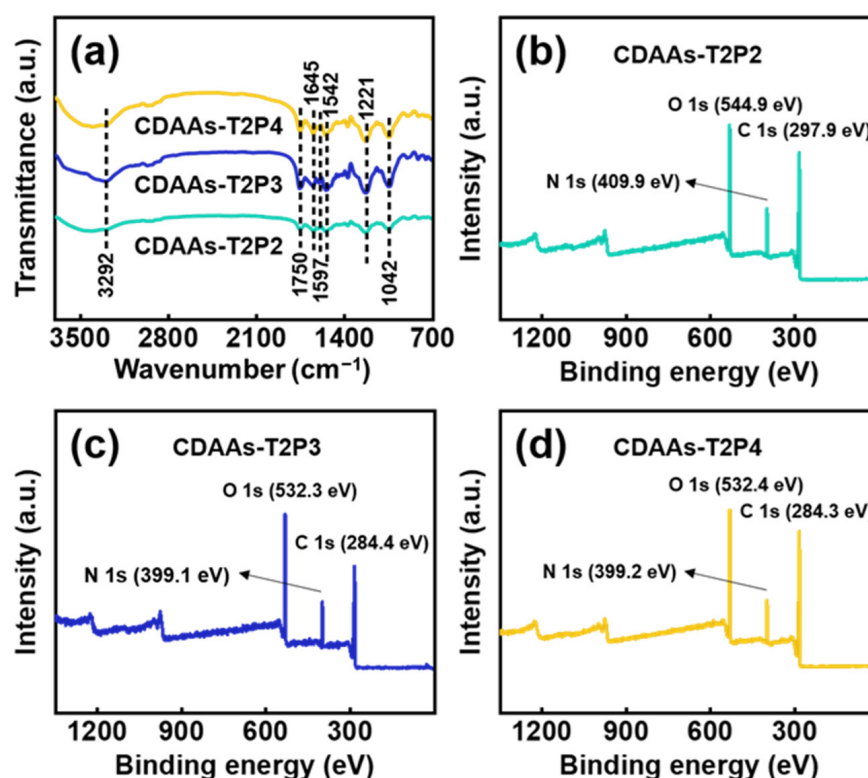 (a)
Transmittance (a.u.)
CDAAs-T2P4
CDAAs-T2P3
CDAAs-T2P2
3292
1750
1645
1597
1542
1221
1042
3500 2800 2100 1400 700
Wavenumber (cm⁻¹)
(b)
CDAAs-T2P2
Intensity (a.u.)
O 1s (544.9 eV)
C 1s (297.9 eV)
N 1s (409.9 eV)
1200 900 600 300
Binding energy (eV)
(c)
CDAAs-T2P3
Intensity (a.u.)
O 1s (532.3 eV)
C 1s (284.4 eV)
N 1s (399.1 eV)
1200 900 600 300
Binding energy (eV)
(d)
CDAAs-T2P4
Intensity (a.u.)
O 1s (532.4 eV)
C 1s (284.3 eV)
N 1s (399.2 eV)
1200 900 600 300
Binding energy (eV)